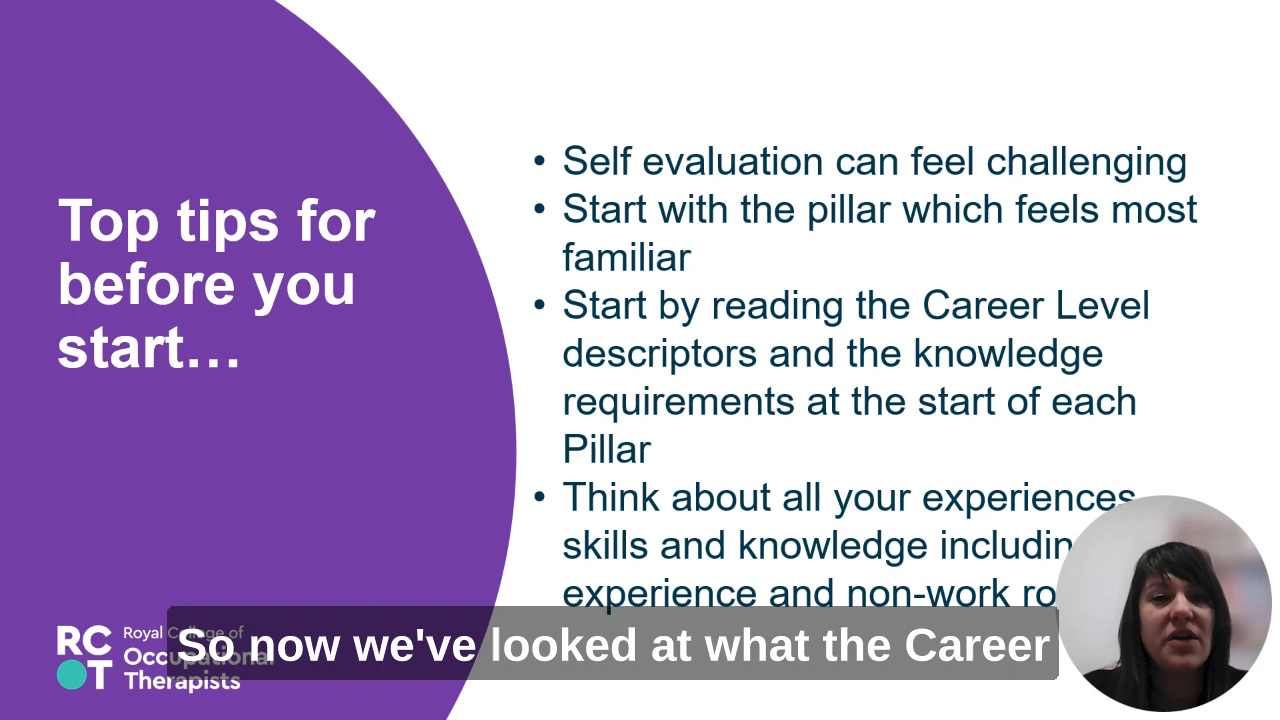 Top tips for
before you
start…
• Self evaluation can feel challenging
• Start with the pillar which feels most
familiar
• Start by reading the Career Level
descriptors and the knowledge
requirements at the start of each
Pillar
• Think about all your experiences
skills and knowledge
experience and non-work
RC
OT
Royal College of
Occupational
Therapists
So now we've looked at what the Career